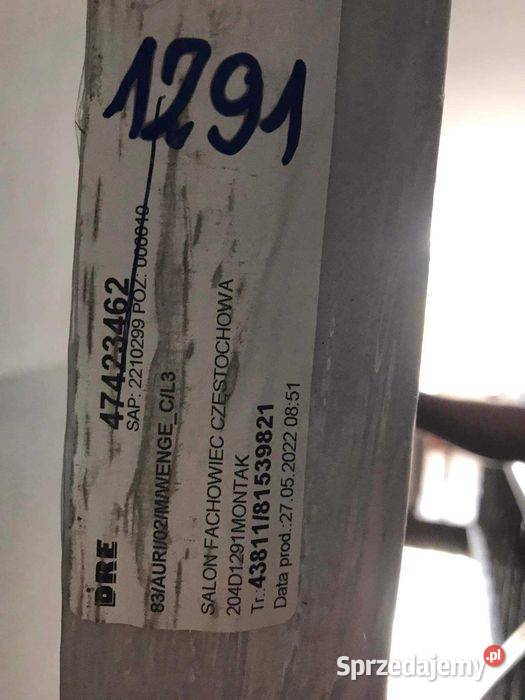 1291
47423462
SAP: 2210299 POZ.: 000010
DRE
83/AURI/02/M/WENGE_C/L3
SALON FACHOWIEC CZESTOCHOWA
204D1291MONTAK
Tr.:43811/81539821
Data prod.:27.05.2022 08:51
Sprzedajemy.pl